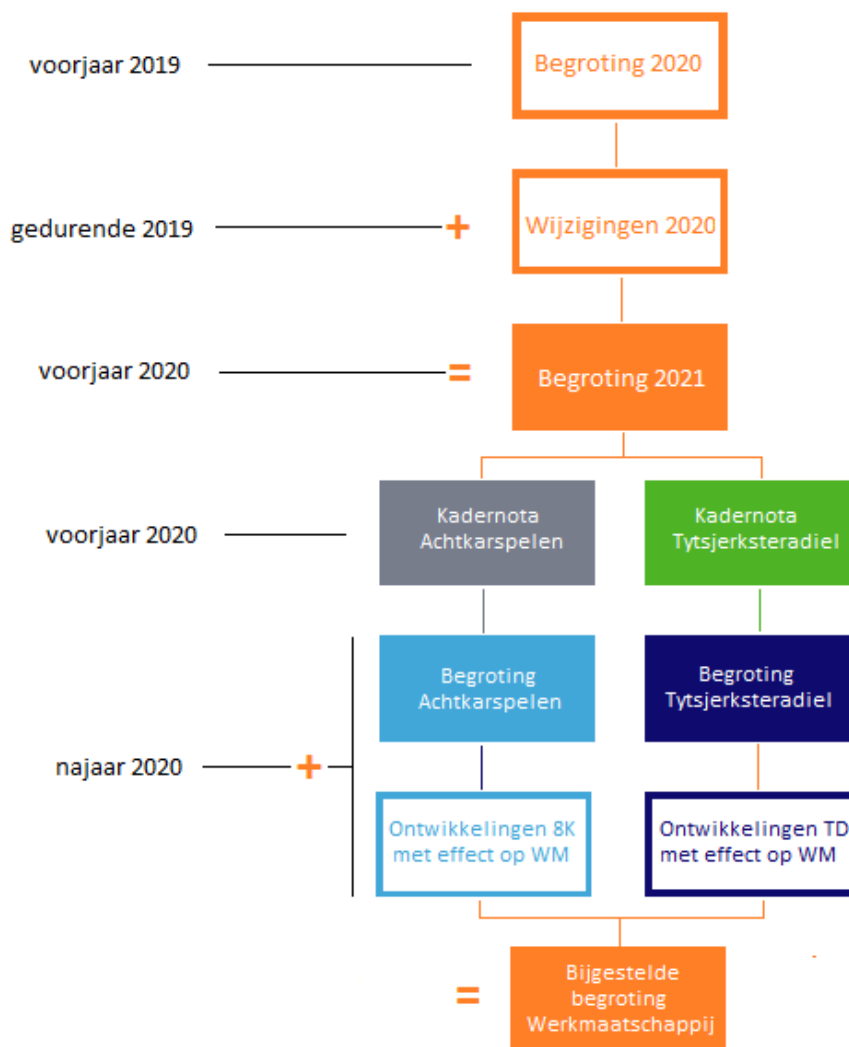 voorjaar 2019
Begroting 2020
gedurende 2019
+
Wijzigingen 2020
voorjaar 2020
=
Begroting 2021
voorjaar 2020
Kadernota
Achtkarspelen
Kadernota
Tytsjerksteradiel
najaar 2020
+
Begroting
Achtkarspelen
Begroting
Tytsjerksteradiel
Ontwikkelingen 8K
met effect op WM
Ontwikkelingen TD
met effect op WM
=
Bijgestelde
begroting
Werkmaatschappij